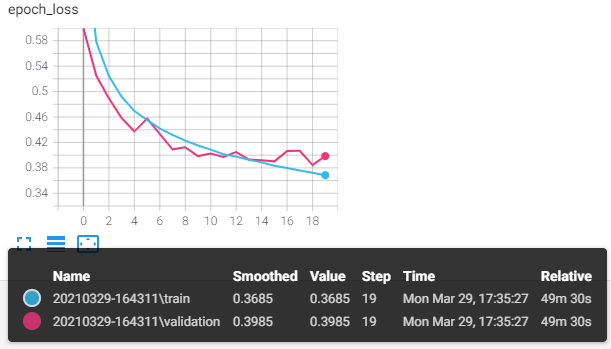 epoch_loss
0.58
0.54
0.5
0.46
0.42
0.38
0.34
0 2 4 6 8 10 12 14 16 18
Name Smoothed Value Step Time Relative
20210329-164311\train 0.3685 0.3685 19 Mon Mar 29, 17:35:27 49m 30s
20210329-164311\validation 0.3985 0.3985 19 Mon Mar 29, 17:35:27 49m 30s